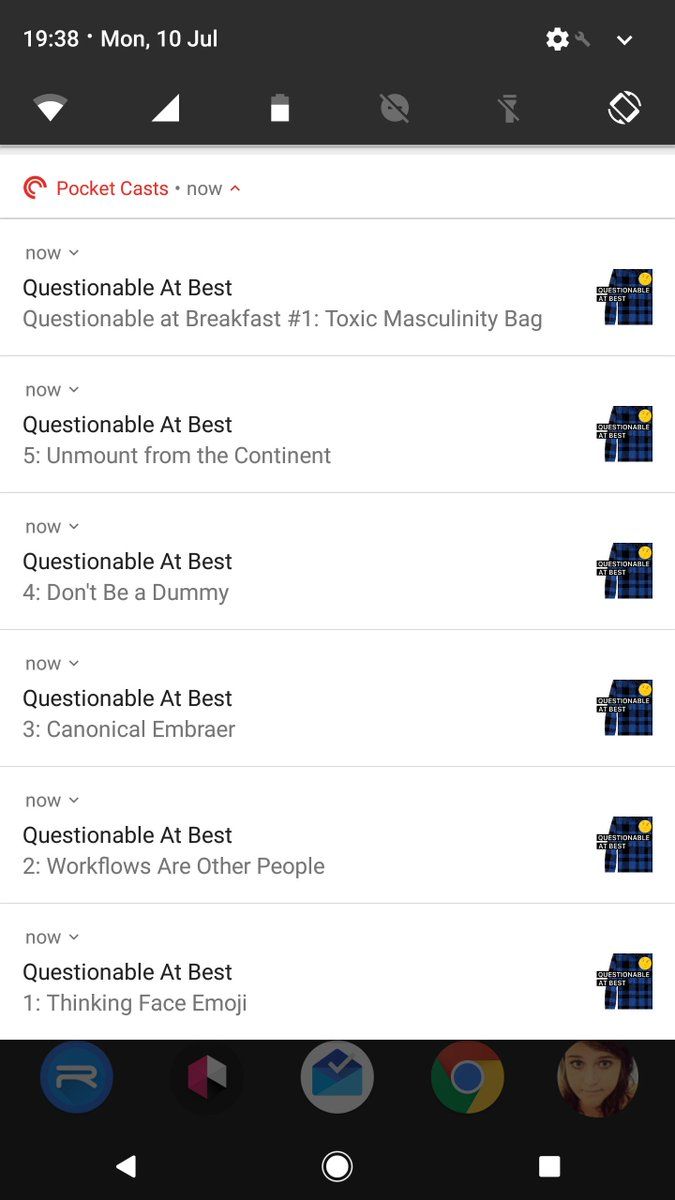 19:38 • Mon, 10 Jul
Pocket Casts • now
now
Questionable At Best
Questionable at Breakfast #1: Toxic Masculinity Bag
QUESTIONABLE
AT BEST
now
Questionable At Best
5: Unmount from the Continent
QUESTIONABLE
AT BEST
now
Questionable At Best
4: Don't Be a Dummy
QUESTIONABLE
AT BEST
now
Questionable At Best
3: Canonical Embraer
QUESTIONABLE
AT BEST
now
Questionable At Best
2: Workflows Are Other People
QUESTIONABLE
AT BEST
now
Questionable At Best
1: Thinking Face Emoji
QUESTIONABLE
AT BEST